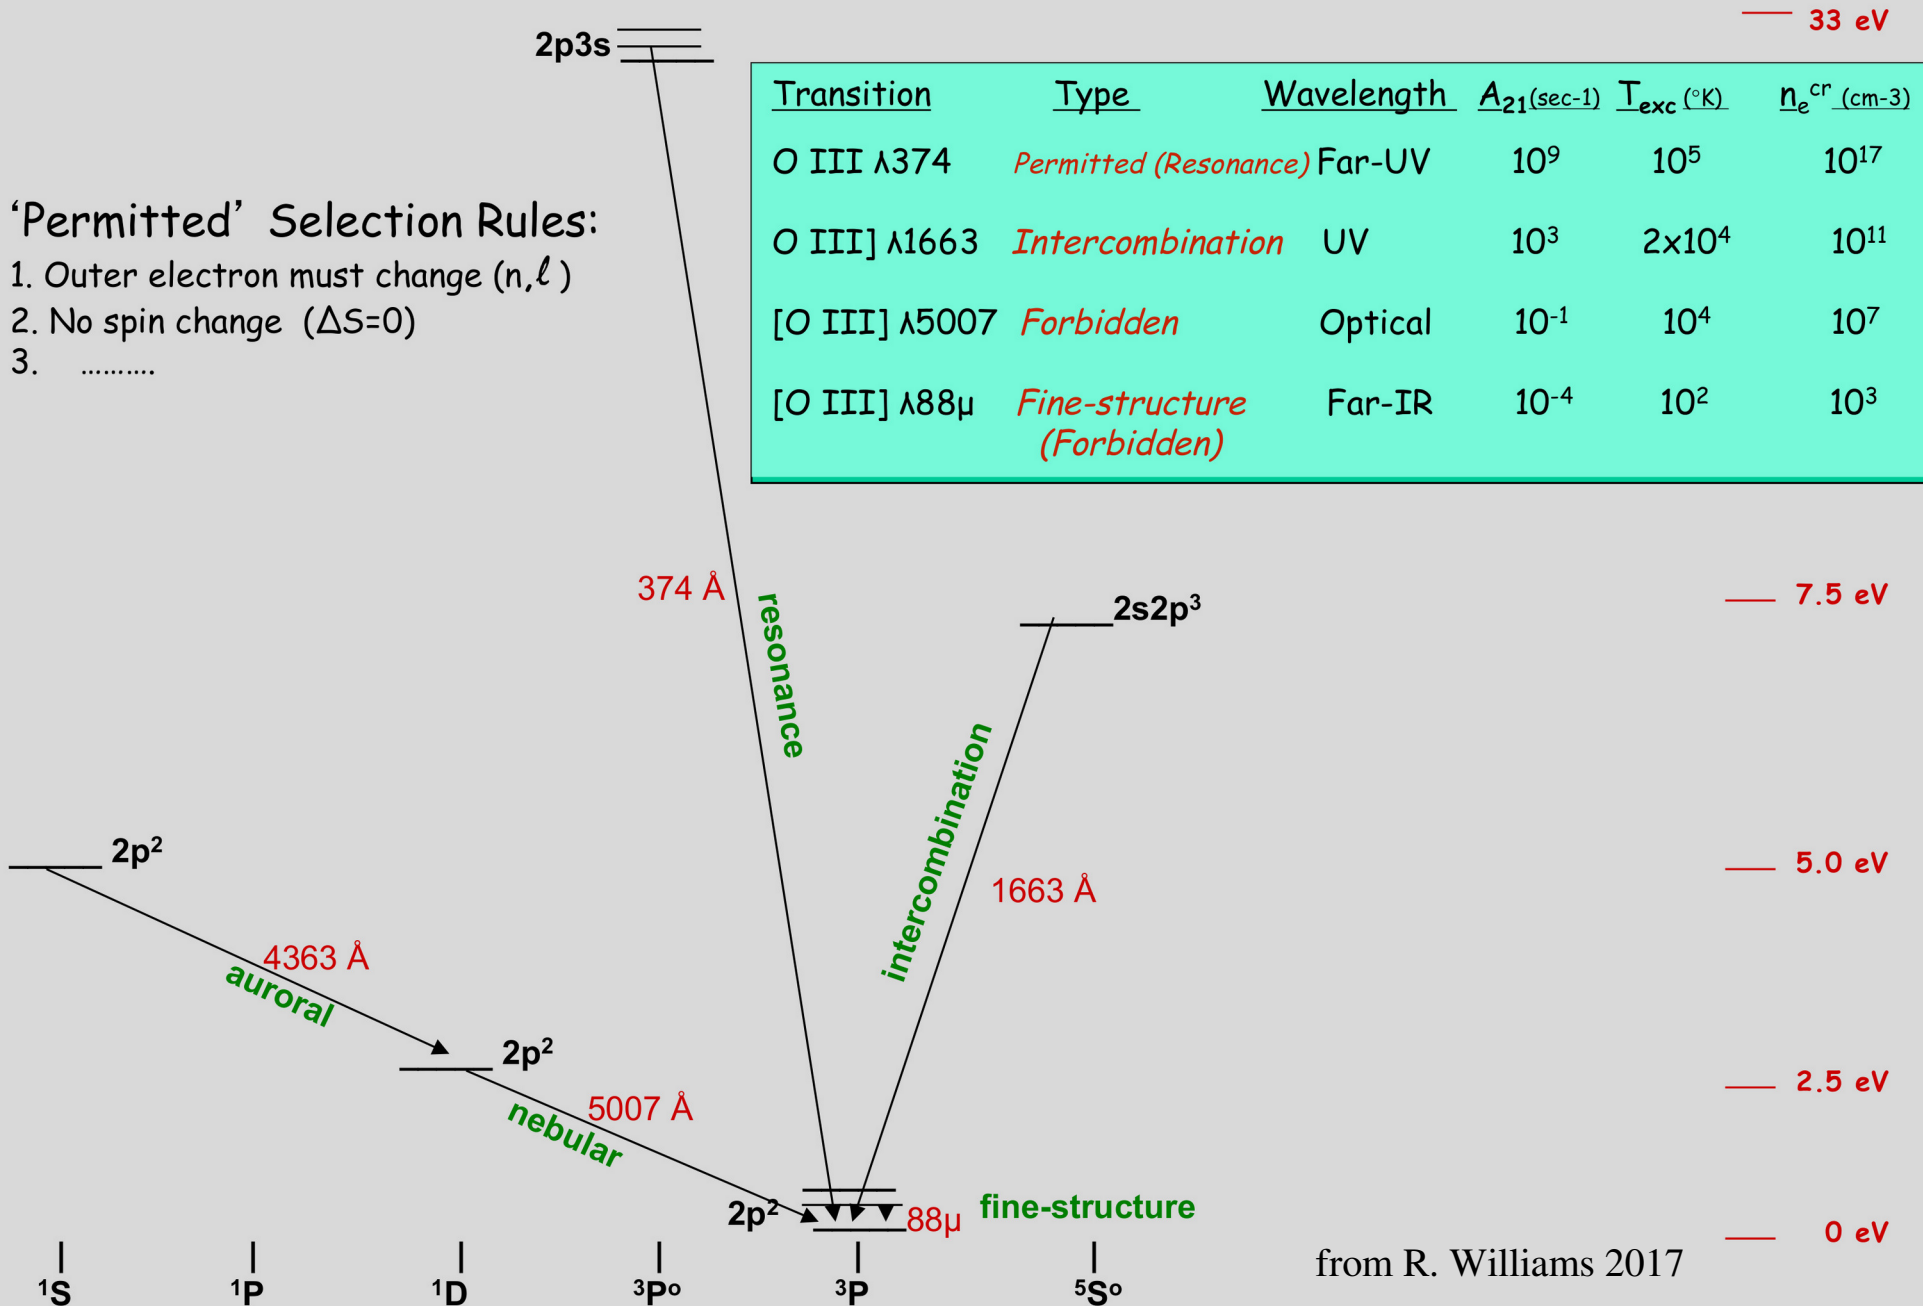 33 eV
2p3s
Transition Type Wavelength A₂₁(sec-1) Tₑₓc (°K) nₑᶜʳ (cm-3)
O III λ374 Permitted (Resonance) Far-UV 10⁹ 10⁵ 10¹⁷
O III] λ1663 Intercombination UV 10³ 2x10⁴ 10¹¹
[O III] λ5007 Forbidden Optical 10⁻¹ 10⁴ 10⁷
[O III] λ88μ Fine-structure Far-IR 10⁻⁴ 10² 10³
(Forbidden)
‘Permitted’ Selection Rules:
1. Outer electron must change (n,ℓ )
2. No spin change (ΔS=0)
3. ..........
374 Å
resonance
2s2p³
7.5 eV
intercombination
1663 Å
2p²
5.0 eV
4363 Å
auroral
2p²
2.5 eV
5007 Å
nebular
2p²
88μ
fine-structure
0 eV
from R. Williams 2017
¹S ¹P ¹D ³Pᵒ ³P ⁵Sᵒ